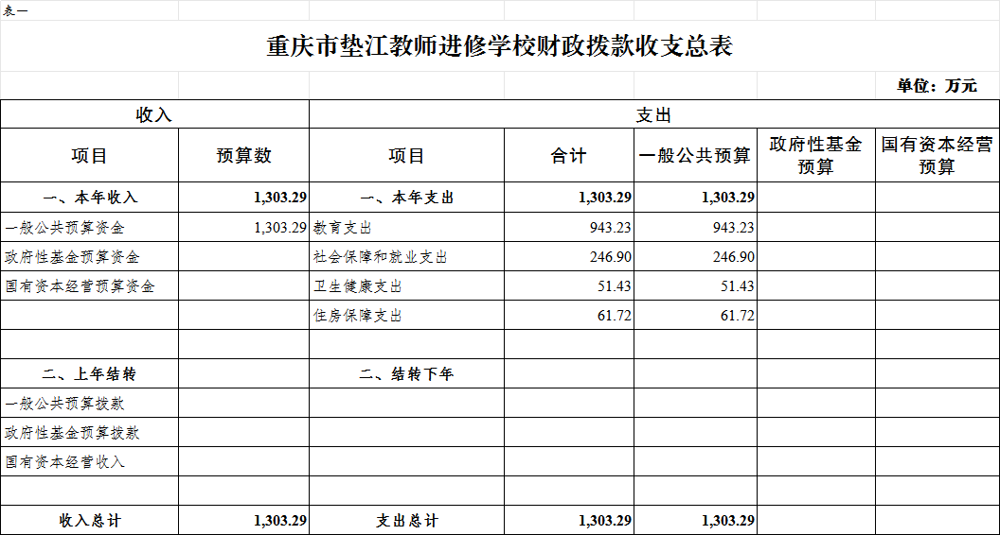 表一
重庆市垫江教师进修学校财政拨款收支总表
单位：万元
收入 支出
项目 预算数 项目 合计 一般公共预算 政府性基金预算 国有资本经营预算
一、本年收入 1,303.29 一、本年支出 1,303.29 1,303.29
一般公共预算资金 1,303.29 教育支出 943.23 943.23
政府性基金预算资金 社会保障和就业支出 246.90 246.90
国有资本经营预算资金 卫生健康支出 51.43 51.43
住房保障支出 61.72 61.72
二、上年结转 二、结转下年
一般公共预算拨款
政府性基金预算拨款
国有资本经营收入
收入总计 1,303.29 支出总计 1,303.29 1,303.29